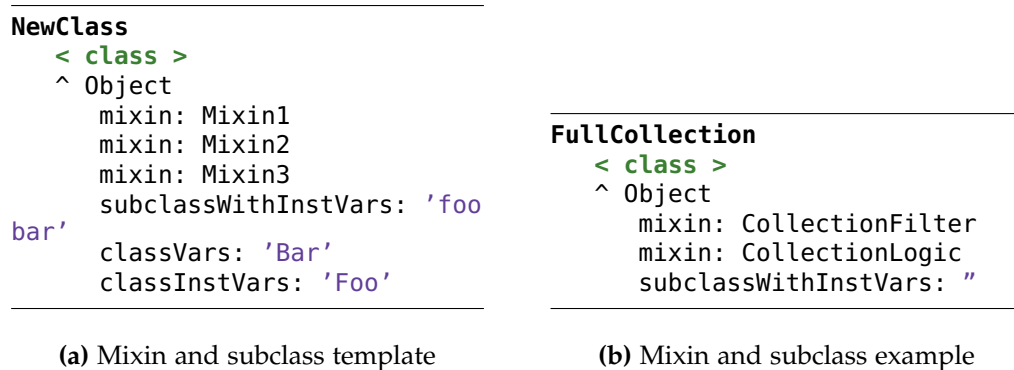 NewClass
< class >
^ Object
mixin: Mixin1
mixin: Mixin2
mixin: Mixin3
subclassWithInstVars: ’foo
bar’
classVars: ’Bar’
classInstVars: ’Foo’
(a) Mixin and subclass template
FullCollection
< class >
^ Object
mixin: CollectionFilter
mixin: CollectionLogic
subclassWithInstVars: ”
(b) Mixin and subclass example